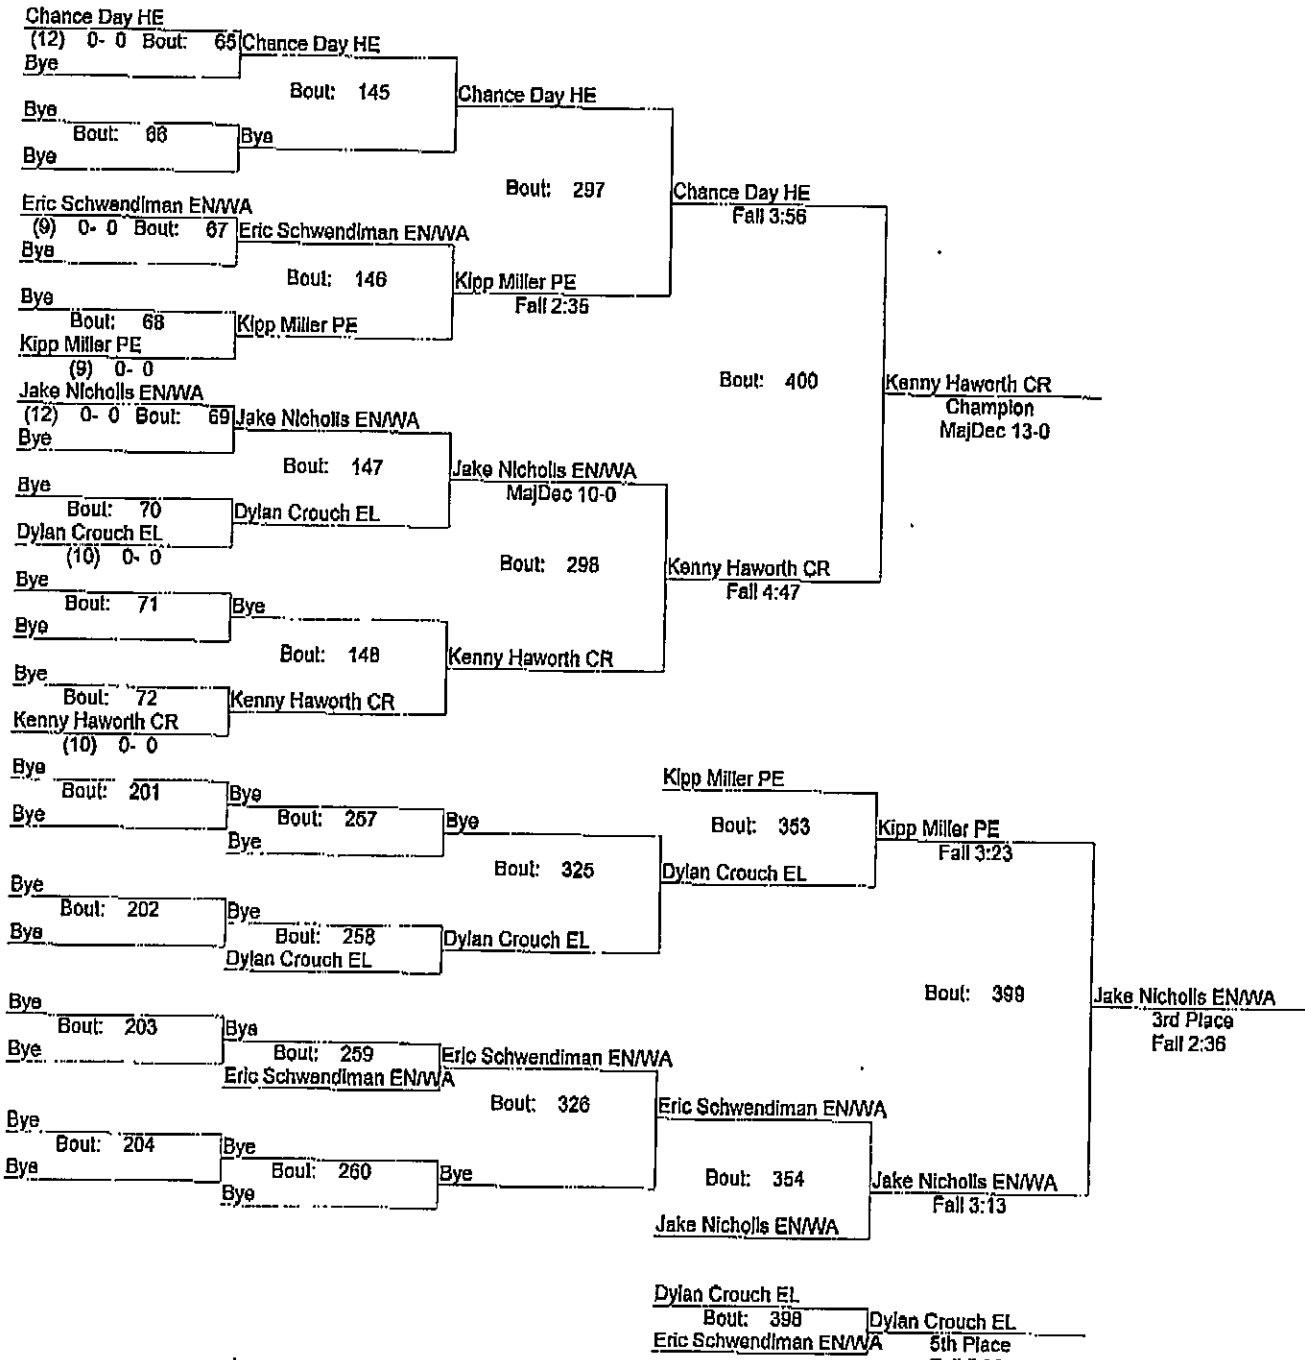 Chance Day HE
(12) 0- 0 Bout: 65
Bye
Chance Day HE
Bout: 145
Chance Day HE
Bye
Bout: 66
Bye
Bye
Bout: 297
Chance Day HE
Fall 3:56
Eric Schwendiman EN/WA
(9) 0- 0 Bout: 67
Bye
Eric Schwendiman EN/WA
Bout: 146
Kipp Miller PE
Fall 2:35
Bye
Bout: 68
Kipp Miller PE
Kipp Miller PE
(9) 0- 0
Bout: 400
Kenny Haworth CR
Champion
MajDec 13-0
Jake Nicholls EN/WA
(12) 0- 0 Bout: 69
Bye
Jake Nicholls EN/WA
Bout: 147
Jake Nicholls EN/WA
MajDec 10-0
Bye
Bout: 70
Dylan Crouch EL
Dylan Crouch EL
(10) 0- 0
Bout: 298
Kenny Haworth CR
Fall 4:47
Bye
Bout: 71
Bye
Bye
Bout: 148
Kenny Haworth CR
Bye
Bout: 72
Kenny Haworth CR
Kenny Haworth CR
(10) 0- 0
Bye
Bout: 201
Bye
Bye
Bout: 257
Bye
Bye
Kipp Miller PE
Bout: 353
Kipp Miller PE
Fall 3:23
Bout: 325
Dylan Crouch EL
Bye
Bout: 202
Bye
Bye
Bout: 258
Dylan Crouch EL
Dylan Crouch EL
Bout: 399
Jake Nicholls EN/WA
3rd Place
Fall 2:36
Bye
Bout: 203
Bye
Bye
Bout: 259
Eric Schwendiman EN/WA
Eric Schwendiman EN/WA
Bout: 326
Eric Schwendiman EN/WA
Bye
Bout: 204
Bye
Bye
Bout: 260
Bye
Bye
Bout: 354
Jake Nicholls EN/WA
Fall 3:13
Jake Nicholls EN/WA
Dylan Crouch EL
Bout: 398
Eric Schwendiman EN/WA
Dylan Crouch EL
5th Place